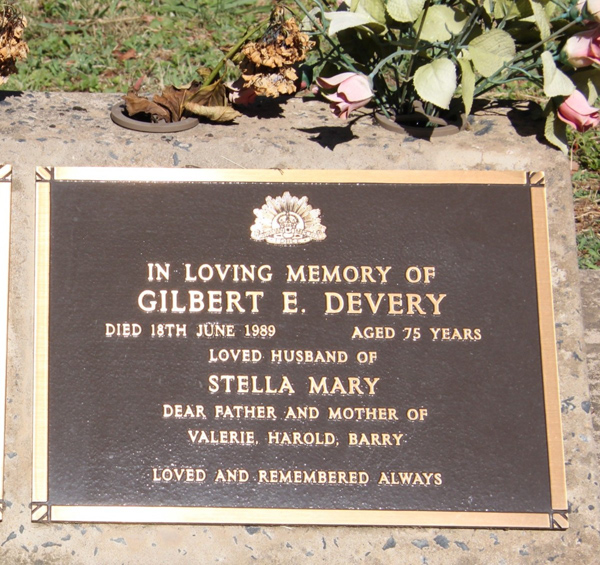 IN LOVING MEMORY OF
GILBERT E. DEVERY
DIED 18TH JUNE 1989 AGED 75 YEARS
LOVED HUSBAND OF
STELLA MARY
DEAR FATHER AND MOTHER OF
VALERIE, HAROLD, BARRY
LOVED AND REMEMBERED ALWAYS